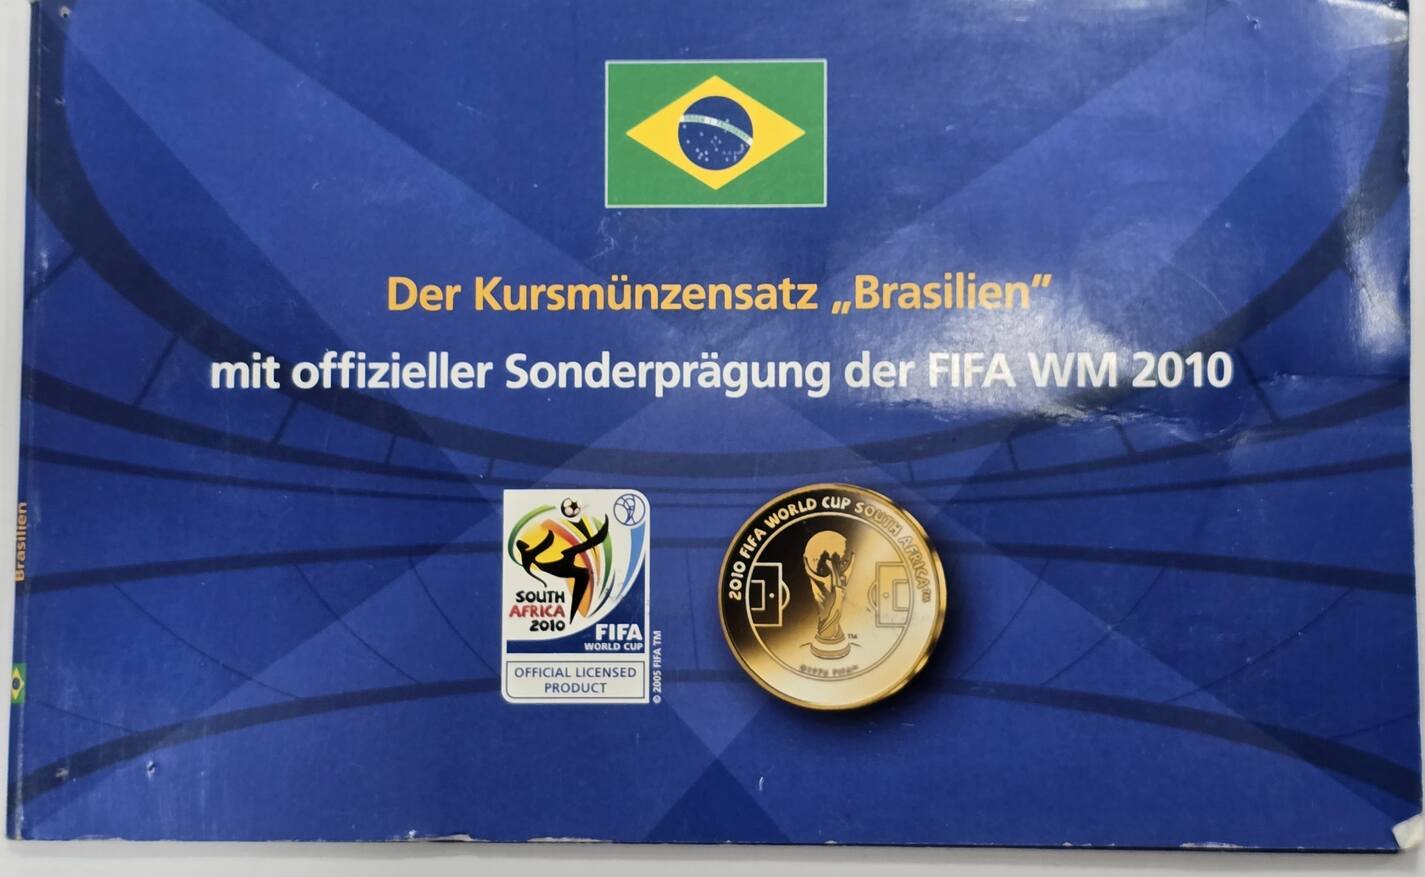 Der Kursmünzensatz „Brasilien”
mit offizieller Sonderprägung der FIFA WM 2010
Brasilien
SOUTH
AFRICA
2010
FIFA
WORLD CUP
OFFICIAL LICENSED
PRODUCT
© 2005 FIFA TM
2010 FIFA WORLD CUP SOUTH AFRICA™
TM